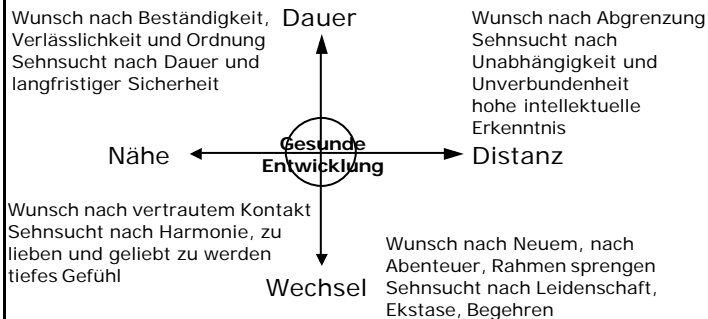 Wunsch nach Beständigkeit,
Verlässlichkeit und Ordnung
Sehnsucht nach Dauer und
langfristiger Sicherheit
Dauer
Wunsch nach Abgrenzung
Sehnsucht nach
Unabhängigkeit und
Unverbundenheit
hohe intellektuelle
Erkenntnis
Nähe
Gesunde
Entwicklung
Distanz
Wunsch nach vertrautem Kontakt
Sehnsucht nach Harmonie, zu
lieben und geliebt zu werden
tiefes Gefühl
Wechsel
Wunsch nach Neuem, nach
Abenteuer, Rahmen sprengen
Sehnsucht nach Leidenschaft,
Ekstase, Begehren